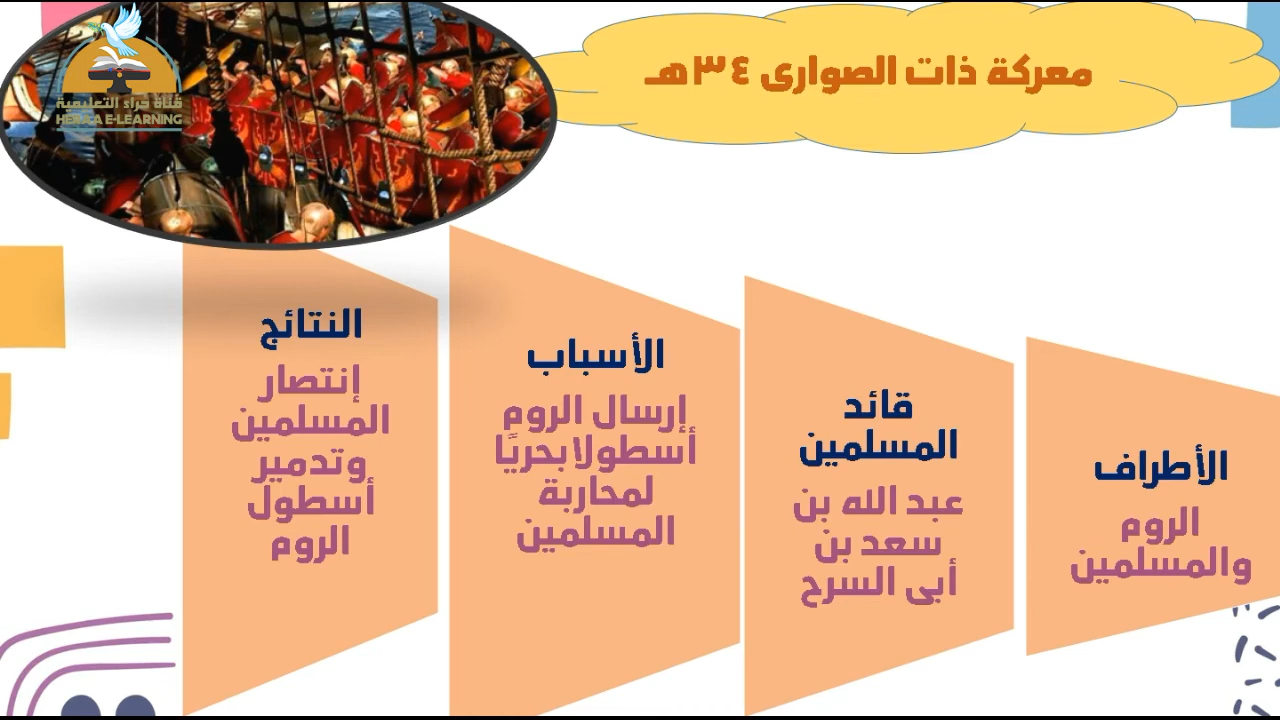 معركة ذات الصوارى ٣٤هـ
قناة حراء التعليمية
HERAA E-LEARNING
الأطراف
الروم
والمسلمين
قائد
المسلمين
عبد الله بن
سعد بن
أبى السرح
الأسباب
إرسال الروم
أسطولا بحريًا
لمحاربة
المسلمين
النتائج
إنتصار
المسلمين
وتدمير
أسطول
الروم